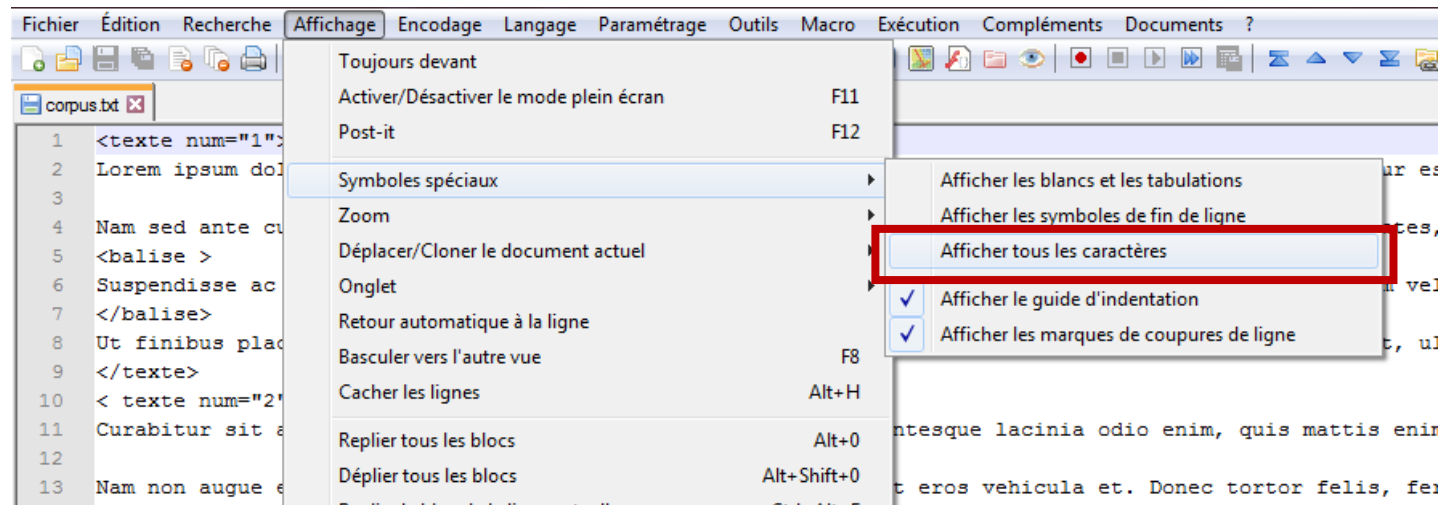 Fichier Édition Recherche Affichage Encodage Langage Paramétrage Outils Macro Exécution Compléments Documents ?
corpus.txt
Toujours devant
Activer/Désactiver le mode plein écran F11
Post-it F12
Symboles spéciaux
Zoom
Déplacer/Cloner le document actuel
Onglet
Retour automatique à la ligne
Basculer vers l'autre vue F8
Cacher les lignes Alt+H
Replier tous les blocs Alt+0
Déplier tous les blocs Alt+Shift+0
Afficher les blancs et les tabulations
Afficher les symboles de fin de ligne
Afficher tous les caractères
Afficher le guide d'indentation
Afficher les marques de coupures de ligne
1 <texte num="1">
2 Lorem ipsum dol ur es
3
4 Nam sed ante cu tes,
5 <balise >
6 Suspendisse ac vel
7 </balise>
8 Ut finibus plac t, ul
9 </texte>
10 < texte num="2"
11 Curabitur sit a ntesque lacinia odio enim, quis mattis enim
12
13 Nam non augue e t eros vehicula et. Donec tortor felis, fer